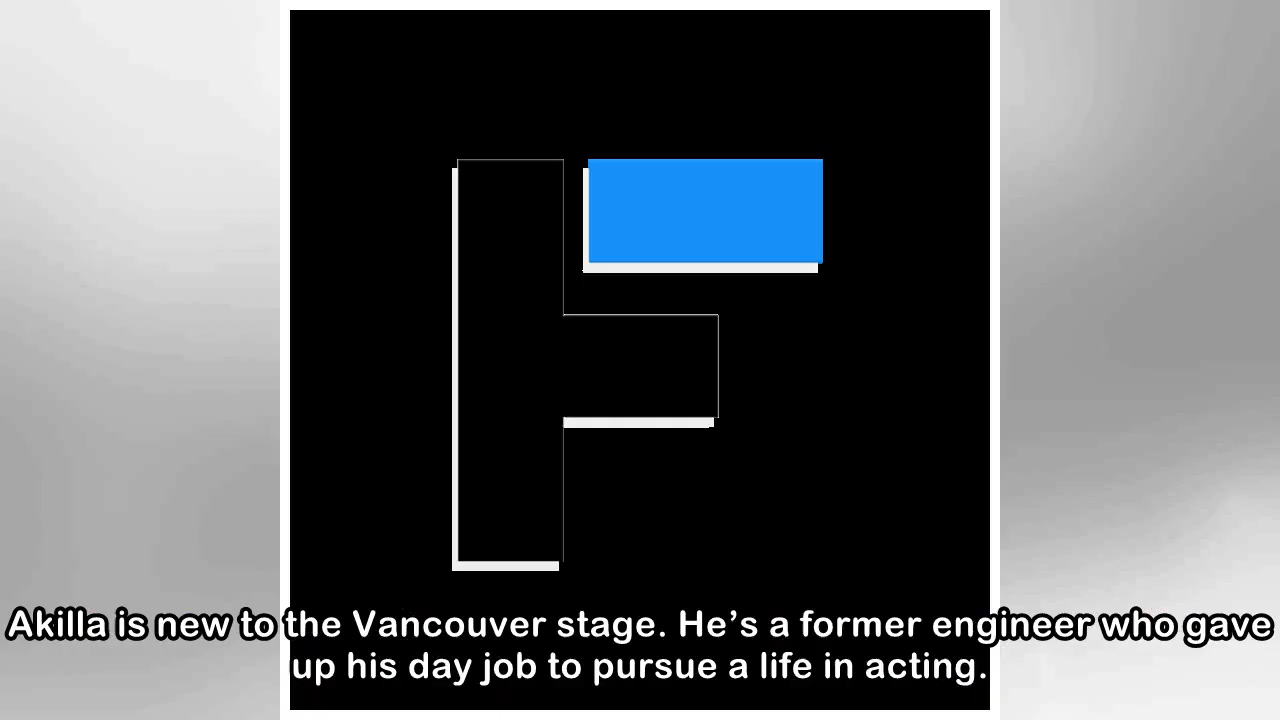 F
Akilla is new to the Vancouver stage. He’s a former engineer who gave
up his day job to pursue a life in acting.